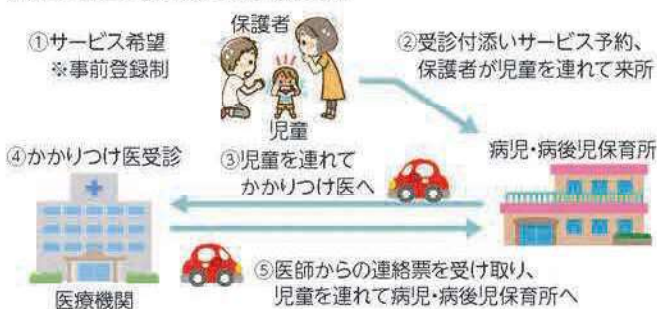 保護者
①サービス希望
※事前登録制
②受診付添いサービス予約、
保護者が児童を連れて来所
児童
④かかりつけ医受診
③児童を連れて
かかりつけ医へ
病児・病後児保育所
⑤医師からの連絡票を受け取り、
児童を連れて病児・病後児保育所へ
医療機関